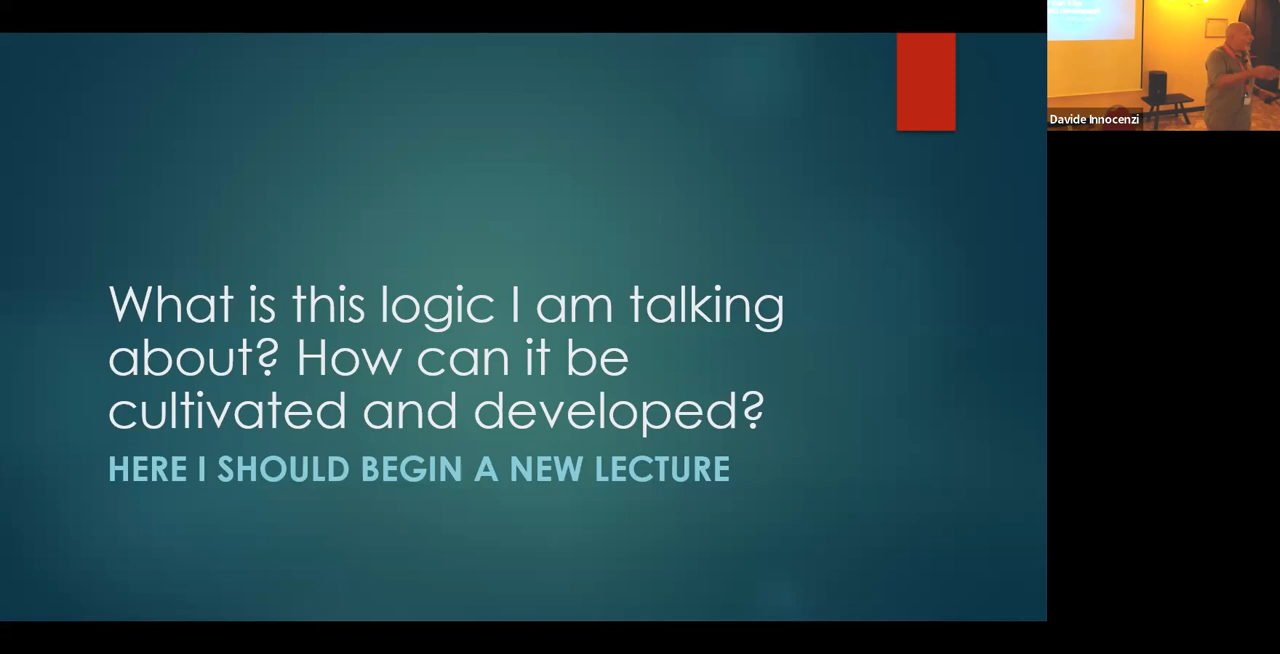 What is this logic I am talking
about? How can it be
cultivated and developed?
HERE I SHOULD BEGIN A NEW LECTURE
Davide Innocenzi